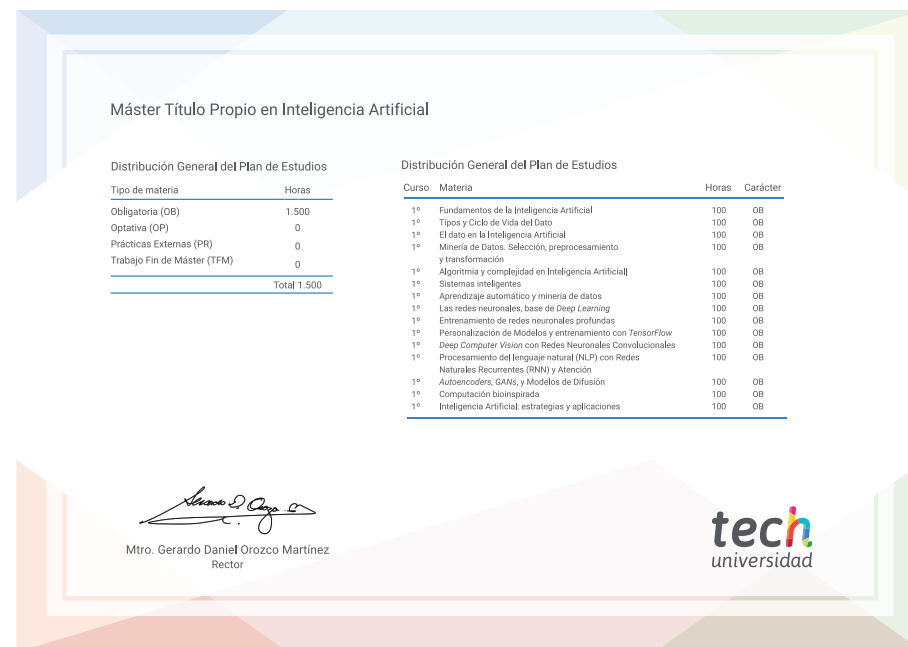 Máster Título Propio en Inteligencia Artificial
Distribución General del Plan de Estudios
Tipo de materia Horas
Obligatoria (OB) 1.500
Optativa (OP) 0
Prácticas Externas (PR) 0
Trabajo Fin de Máster (TFM) 0
Total 1.500
Distribución General del Plan de Estudios
Curso Materia Horas Carácter
1º Fundamentos de la Inteligencia Artificial 100 OB
1º Tipos y Ciclo de Vida del Dato 100 OB
1º El dato en la Inteligencia Artificial 100 OB
1º Minería de Datos. Selección, preprocesamiento 100 OB
y transformación
1º Algoritmia y complejidad en Inteligencia Artificial 100 OB
1º Sistemas inteligentes 100 OB
1º Aprendizaje automático y minería de datos 100 OB
1º Las redes neuronales, base de Deep Learning 100 OB
1º Entrenamiento de redes neuronales profundas 100 OB
1º Personalización de Modelos y entrenamiento con TensorFlow 100 OB
1º Deep Computer Vision con Redes Neuronales Convolucionales 100 OB
1º Procesamiento del lenguaje natural (NLP) con Redes 100 OB
Naturales Recurrentes (RNN) y Atención
1º Autoencoders, GANs, y Modelos de Difusión 100 OB
1º Computación bioinspirada 100 OB
1º Inteligencia Artificial: estrategias y aplicaciones 100 OB
Mtro. Gerardo Daniel Orozco Martínez
Rector
tech
universidad